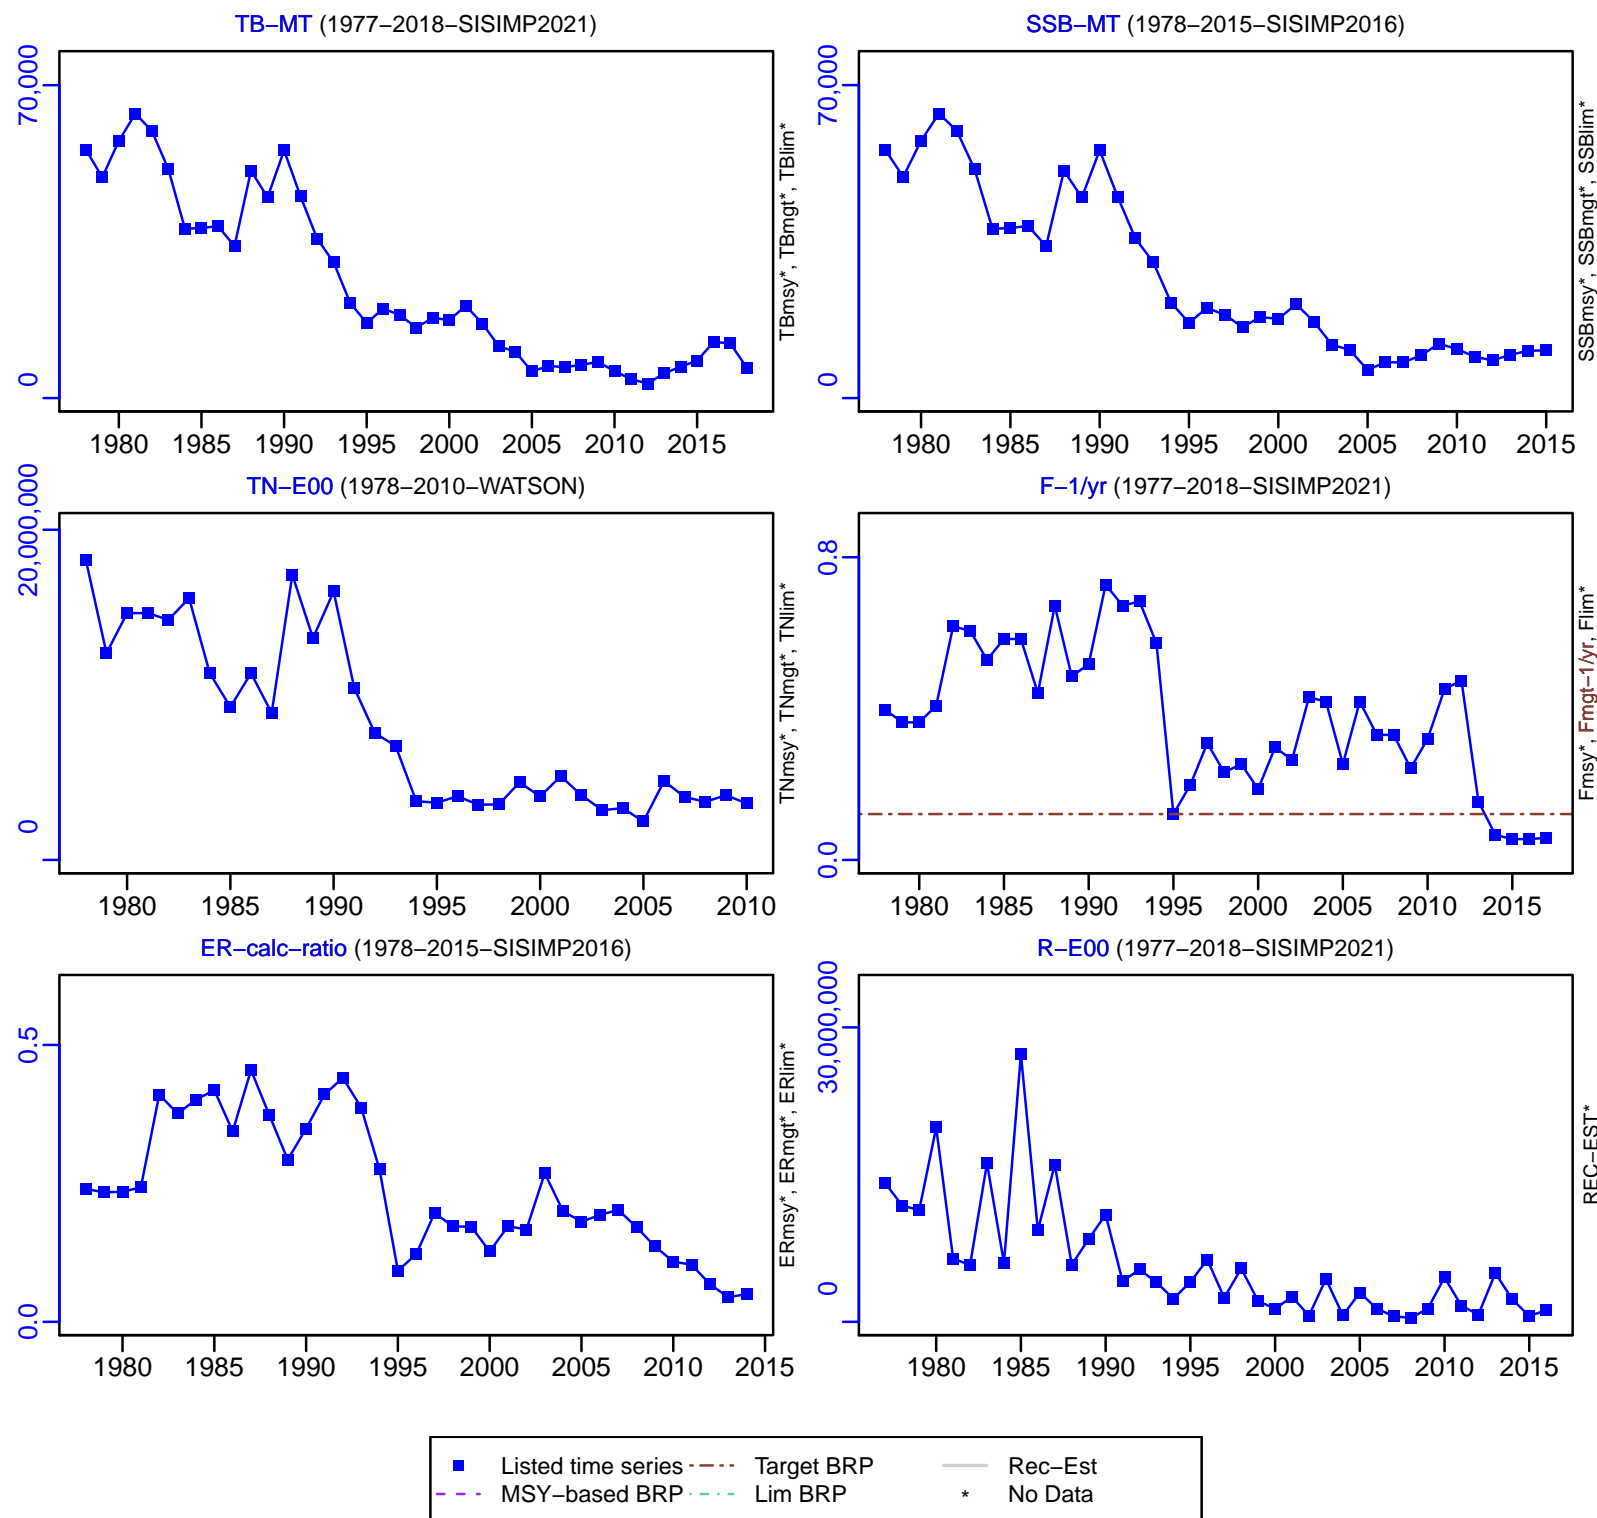 TB−MT (1977−2018−SISIMP2021)
70,000
0
1980 1985 1990 1995 2000 2005 2010 2015
TBmsy*, TBmgt*, TBlim*
SSB−MT (1978−2015−SISIMP2016)
70,000
0
1980 1985 1990 1995 2000 2005 2010 2015
SSBmsy*, SSBmgt*, SSBlim*
TN−E00 (1978−2010−WATSON)
20,000,000
0
1980 1985 1990 1995 2000 2005 2010
TNmsy*, TNmgt*, TNlim*
F−1/yr (1977−2018−SISIMP2021)
0.8
0.0
1980 1985 1990 1995 2000 2005 2010 2015
Fmsy*, Fmgt−1/yr, Flim*
ER−calc−ratio (1978−2015−SISIMP2016)
0.5
0.0
1980 1985 1990 1995 2000 2005 2010 2015
ERmsy*, ERmgt*, ERlim*
R−E00 (1977−2018−SISIMP2021)
30,000,000
0
1980 1985 1990 1995 2000 2005 2010 2015
REC−EST*
Listed time series Target BRP Rec−Est
MSY−based BRP Lim BRP * No Data